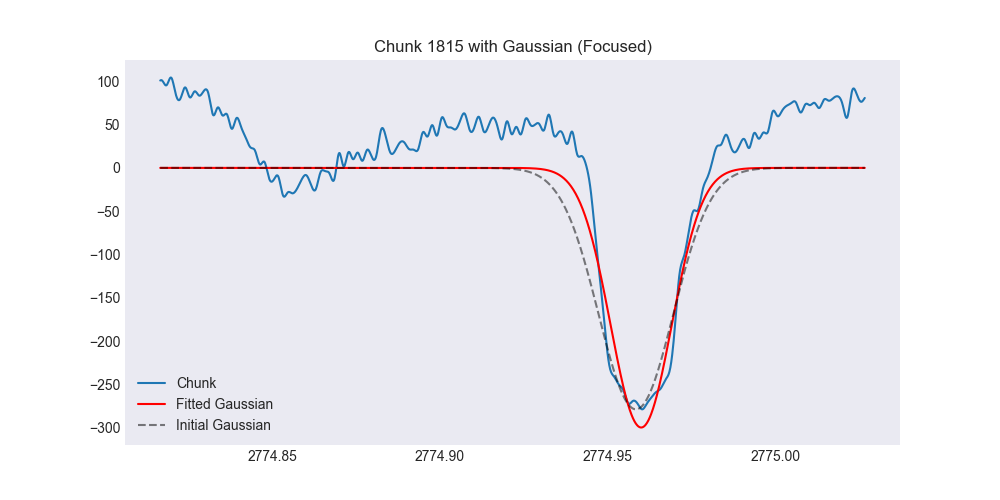 Chunk 1815 with Gaussian (Focused)
100
50
0
−50
−100
−150
−200
−250
−300
Chunk
Fitted Gaussian
Initial Gaussian
2774.85 2774.90 2774.95 2775.00